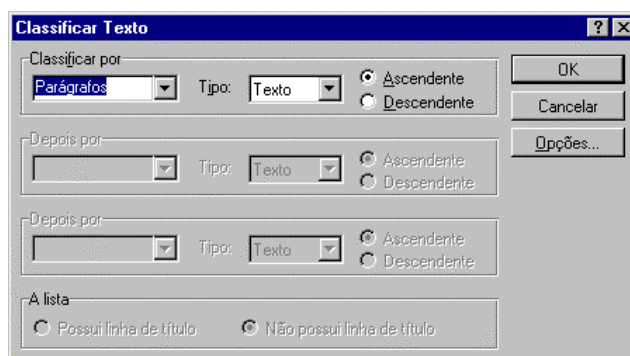 Classificar Texto
Classificar por
Parágrafos Tipo: Texto Ascendente
Descendente
OK
Cancelar
Opções...
Depois por
Tipo: Texto Ascendente
Descendente
Depois por
Tipo: Texto Ascendente
Descendente
A lista
Possui linha de título Não possui linha de título